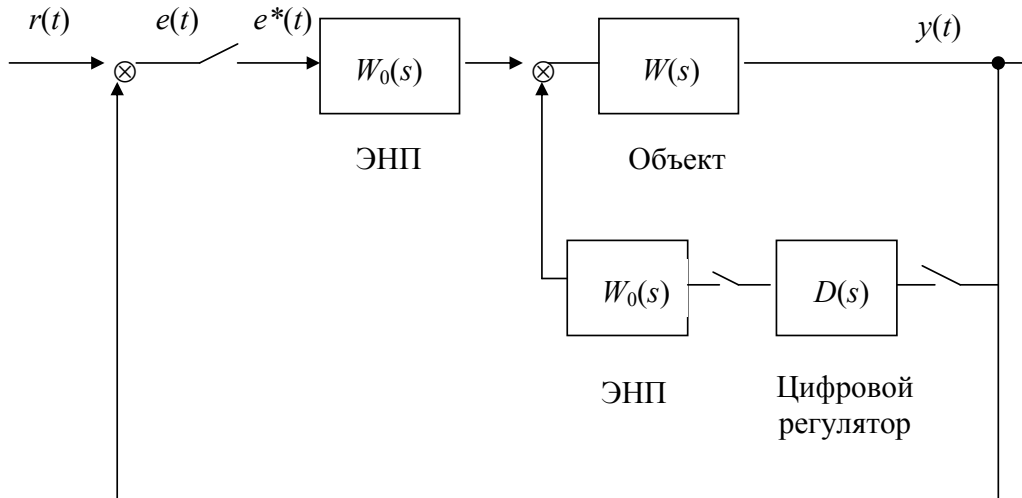 r(t) e(t) e*(t) y(t)
W₀(s) W(s)
ЭНП Объект
W₀(s) D(s)
ЭНП Цифровой
регулятор